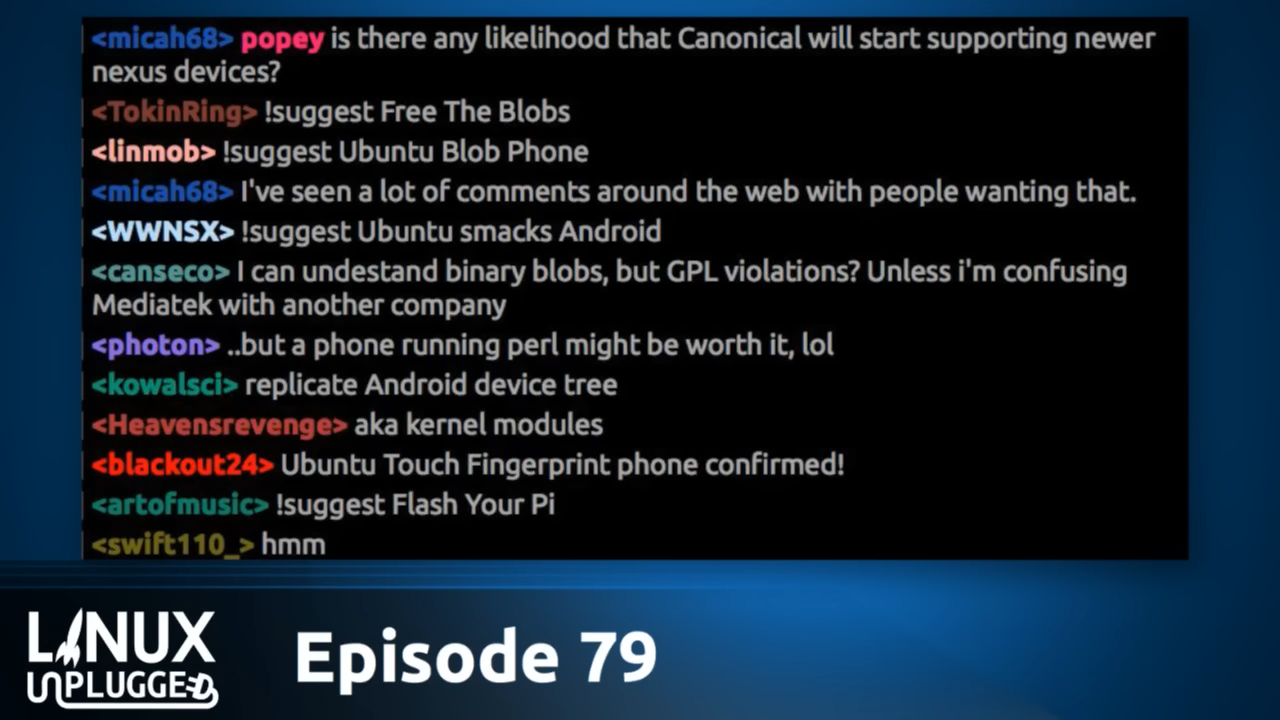 <micah68> popey is there any likelihood that Canonical will start supporting newer
nexus devices?
<TokinRing> !suggest Free The Blobs
<linmob> !suggest Ubuntu Blob Phone
<micah68> I've seen a lot of comments around the web with people wanting that.
<WWNSX> !suggest Ubuntu smacks Android
<canseco> I can undestand binary blobs, but GPL violations? Unless i'm confusing
Mediatek with another company
<photon> ..but a phone running perl might be worth it, lol
<kowalsci> replicate Android device tree
<Heavensrevenge> aka kernel modules
<blackout24> Ubuntu Touch Fingerprint phone confirmed!
<artofmusic> !suggest Flash Your Pi
<swift110_> hmm
LINUX
UNPLUGGED
Episode 79